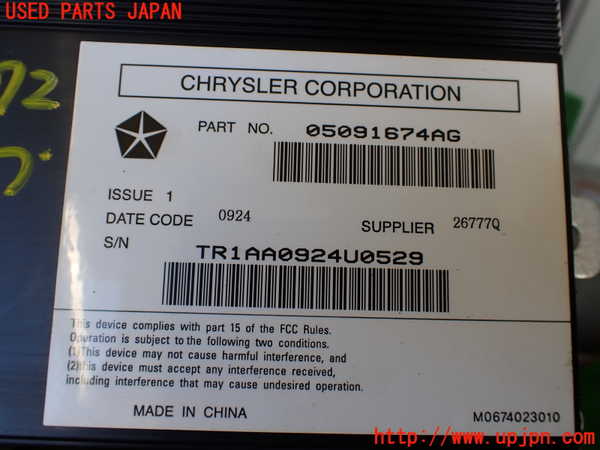 USED PARTS JAPAN
CHRYSLER CORPORATION
PART NO. 05091674AG
ISSUE 1
DATE CODE 0924 SUPPLIER 26777Q
S/N
TR1AA0924U0529
This device complies with part 15 of the FCC Rules.
Operation is subject to the following two conditions.
(1)This device may not cause harmful interference, and
(2)this device must accept any interference received,
including interference that may cause undesired operation.
MADE IN CHINA M0674023010
http://www.upjpn.com